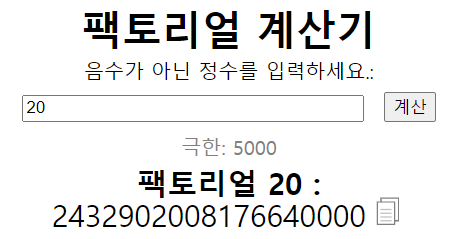 팩토리얼 계산기
음수가 아닌 정수를 입력하세요.:
20 계산
극한: 5000
팩토리얼 20 :
2432902008176640000